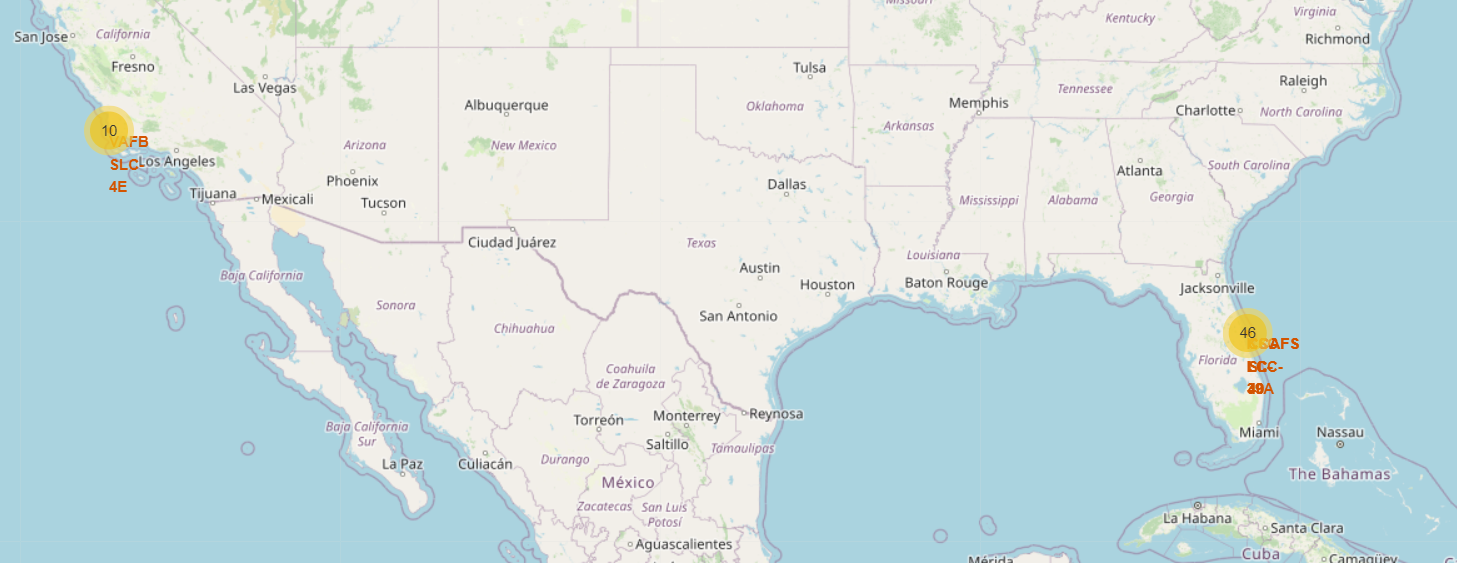 Missouri
Kentucky
Virginia
California
San Jose
Richmond
Fresno
Tulsa
Las Vegas
Raleigh
Tennessee
Albuquerque
Oklahoma
Memphis
Charlotte
North Carolina
10
Arkansas
VAFB
SLC-
4E
Arizona
New Mexico
Los Angeles
South Carolina
Atlanta
Phoenix
Dallas
Tijuana
Mexicali
Tucson
Mississippi
Alabama
Georgia
Ciudad Juárez
Texas
Louisiana
Baja California
Austin
Houston
Baton Rouge
Jacksonville
Sonora
San Antonio
Chihuahua
46
Florida
Coahuila
de Zaragoza
Torreón
Monterrey
Reynosa
Baja California
Sur
Saltillo
Tamaulipas
Miami
Nassau
La Paz
Culiacán
Durango
The Bahamas
México
Zacatecas
San Luis
Potosí
La Habana
Santa Clara
Aguascalientes
Mérida
Cuba
Camagüey